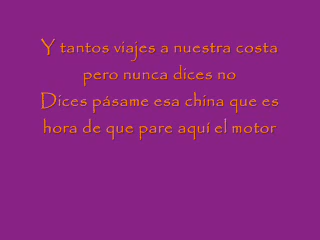 Y tantos viajes a nuestra costa
pero nunca dices no
Dices pásame esa china que es
hora de que pare aquí el motor